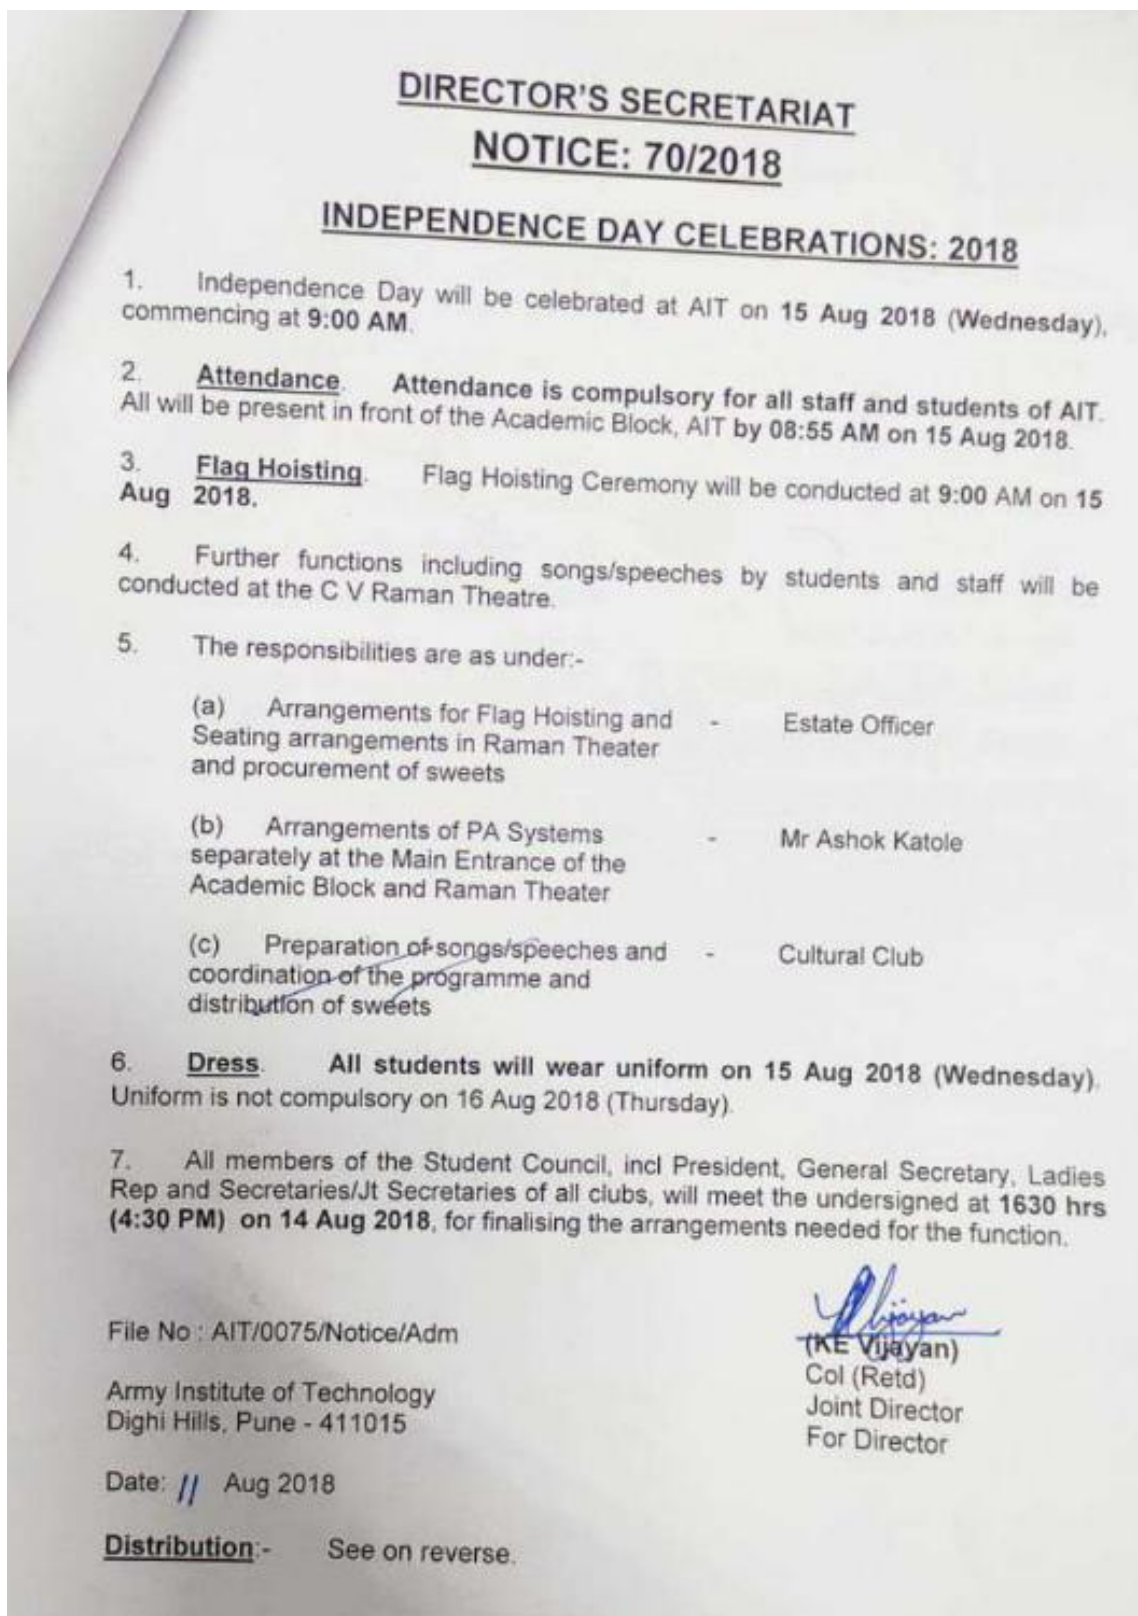 DIRECTOR'S SECRETARIAT
NOTICE: 70/2018
INDEPENDENCE DAY CELEBRATIONS: 2018
1. Independence Day will be celebrated at AIT on 15 Aug 2018 (Wednesday),
commencing at 9:00 AM.
2. Attendance. Attendance is compulsory for all staff and students of AIT.
All will be present in front of the Academic Block, AIT by 08:55 AM on 15 Aug 2018.
3. Flag Hoisting. Flag Hoisting Ceremony will be conducted at 9:00 AM on 15
Aug 2018.
4. Further functions including songs/speeches by students and staff will be
conducted at the C V Raman Theatre.
5. The responsibilities are as under:-
(a) Arrangements for Flag Hoisting and - Estate Officer
Seating arrangements in Raman Theater
and procurement of sweets
(b) Arrangements of PA Systems - Mr Ashok Katole
separately at the Main Entrance of the
Academic Block and Raman Theater
(c) Preparation of songs/speeches and - Cultural Club
coordination of the programme and
distribution of sweets
6. Dress. All students will wear uniform on 15 Aug 2018 (Wednesday).
Uniform is not compulsory on 16 Aug 2018 (Thursday).
7. All members of the Student Council, incl President, General Secretary, Ladies
Rep and Secretaries/Jt Secretaries of all clubs, will meet the undersigned at 1630 hrs
(4:30 PM) on 14 Aug 2018, for finalising the arrangements needed for the function.
Vijayan
(KE Vijayan)
Col (Retd)
Joint Director
For Director
File No : AIT/0075/Notice/Adm
Army Institute of Technology
Dighi Hills, Pune - 411015
Date: 11 Aug 2018
Distribution:- See on reverse.